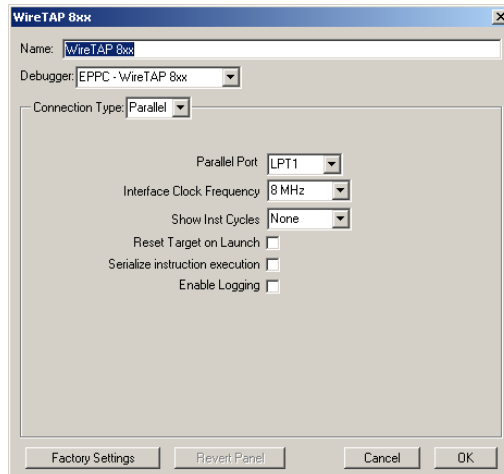 WireTAP 8xx
Name: WireTAP 8xx
Debugger: EPPC - WireTAP 8xx
Connection Type: Parallel
Parallel Port LPT1
Interface Clock Frequency 8 MHz
Show Inst Cycles None
Reset Target on Launch
Serialize instruction execution
Enable Logging
Factory Settings Revert Panel Cancel OK